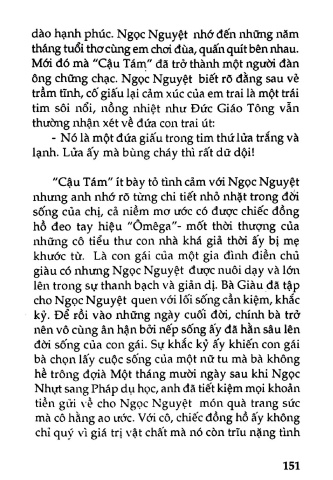 dào hạnh phúc. Ngọc Nguyệt nhớ đến những năm
tháng tuổi thơ cùng em chơi đùa, quấn quít bên nhau.
Mới đó mà "Cậu Tám" đã trở thành một người đàn
ông chững chạc. Ngọc Nguyệt biết rõ đằng sau vẻ
trầm tĩnh, cố giấu lại cảm xúc của em trai là một trái
tim sôi nổi, nồng nhiệt như Đức Giáo Tông vẫn
thường nhận xét về đứa con trai út:
- Nó là một đứa giấu trong tim thứ lửa trắng và
lạnh. Lửa ấy mà bùng cháy thì rất dữ dội!
"Cậu Tám" ít bày tỏ tình cảm với Ngọc Nguyệt
nhưng anh nhớ rõ từng chi tiết nhỏ nhặt trong đời
sống của chị, cả niềm mơ ước có được chiếc đồng
hồ đeo tay hiệu "Ômêga"- mốt thời thượng của
những cô tiểu thư con nhà khá giả thời ấy bị mẹ
khước từ. Là con gái của một gia đình điền chủ
giàu có nhưng Ngọc Nguyệt được nuôi dạy và lớn
lên trong sự thanh bạch và giản dị. Bà Giàu đã tập
cho Ngọc Nguyệt quen với lối sống cần kiệm, khắc
kỷ. Để rồi vào những ngày cuối đời, chính bà trở
nên vô cùng ân hận bởi nếp sống ấy đã hằn sâu lên
đời sống của con gái. Sự khắc kỷ ấy khiến con gái
bà chọn lấy cuộc sống của một nữ tu mà bà không
hề trông đợià Một tháng mười ngày sau khi Ngọc
Nhựt sang Pháp dụ học, anh đã tiết kiệm mọi khoản
tiền gửi về cho Ngọc Nguyệt món quà trang sức
mà cô hằng ao ước. Với cô, chiếc đồng hồ ấy không
chỉ quý vì giá trị vật chất mà nó còn trĩu nặng tình
151